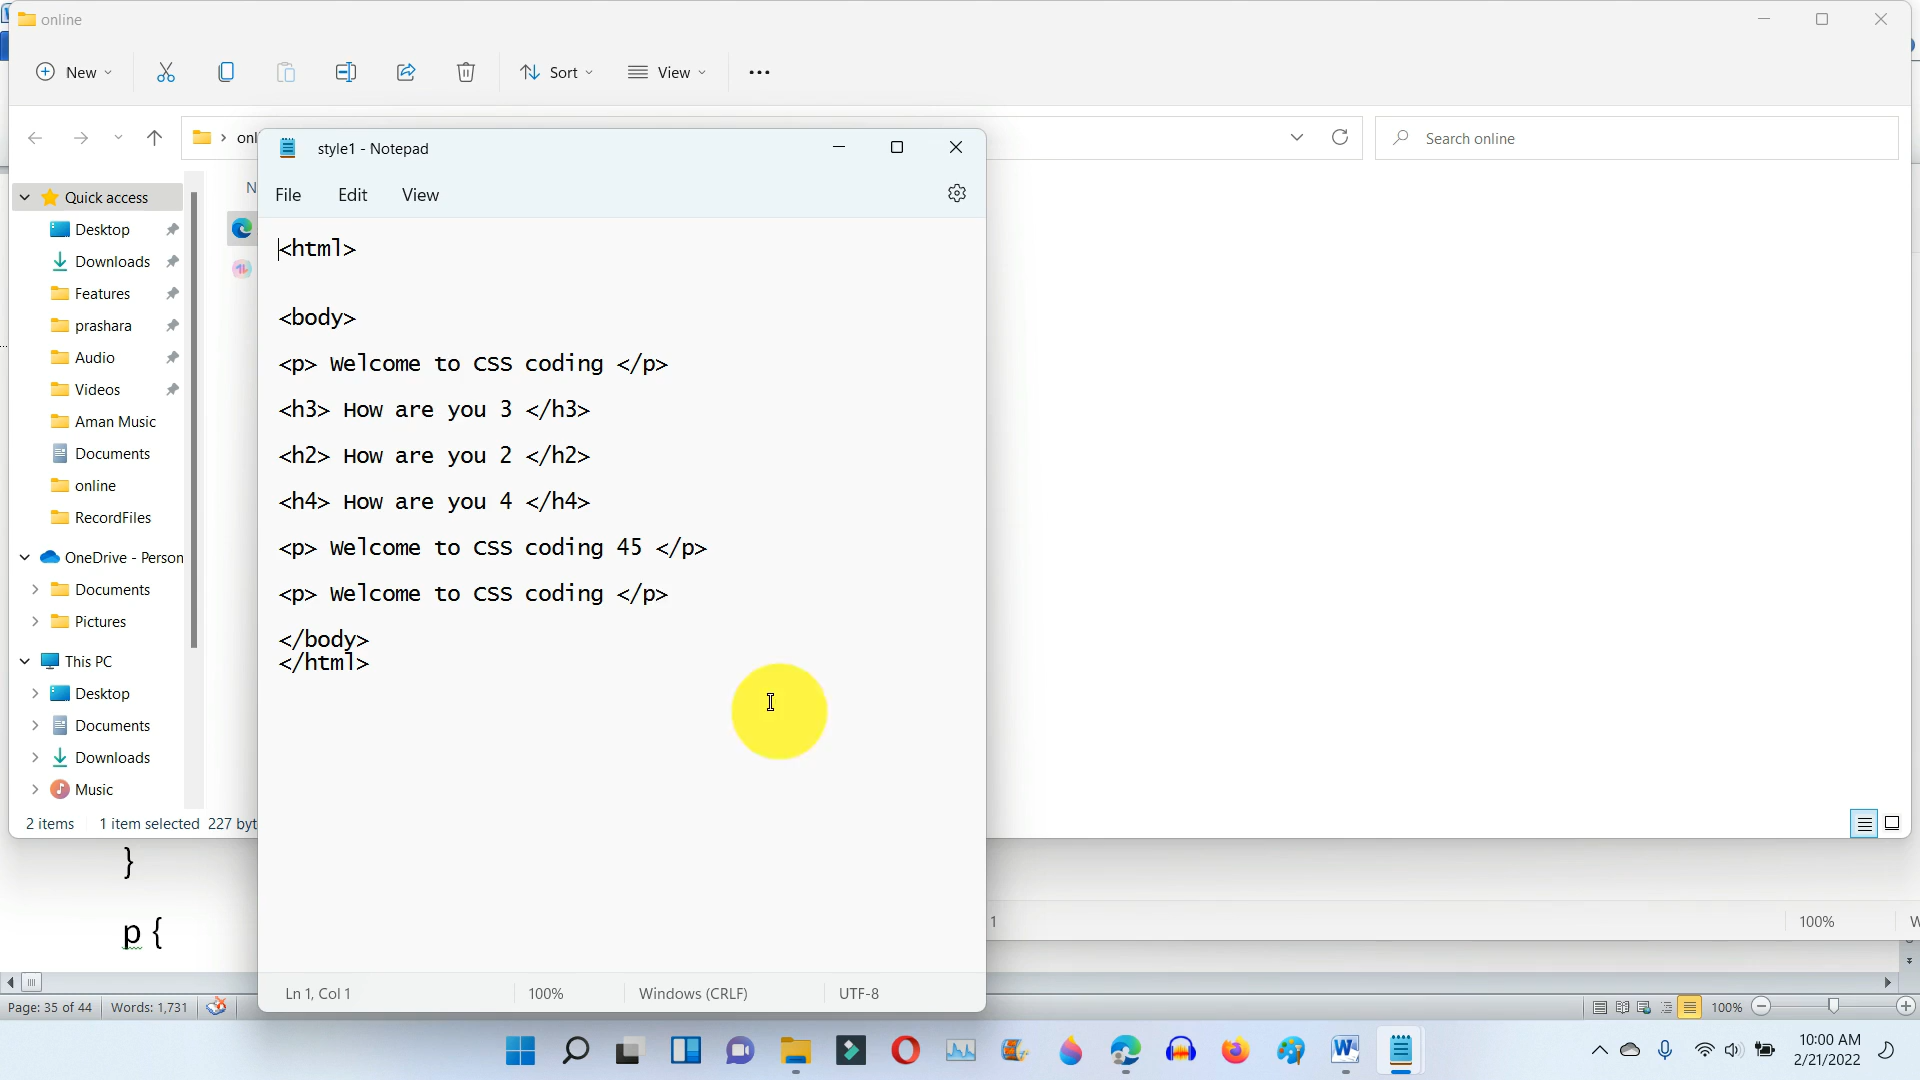 online
New
Sort
View
onl
Search online
style1 - Notepad
File Edit View
N
Quick access
Desktop
Downloads
Features
prashara
Audio
Videos
Aman Music
Documents
online
RecordFiles
OneDrive - Person
Documents
Pictures
This PC
Desktop
Documents
Downloads
Music
2 items 1 item selected 227 byt
<html>
<body>
<p> Welcome to CSS coding </p>
<h3> How are you 3 </h3>
<h2> How are you 2 </h2>
<h4> How are you 4 </h4>
<p> Welcome to CSS coding 45 </p>
<p> Welcome to CSS coding </p>
</body>
</html>
Ln 1, Col 1 100% Windows (CRLF) UTF-8
}
p {
1 100% W
Page: 35 of 44 Words: 1,731 100%
10:00 AM
2/21/2022